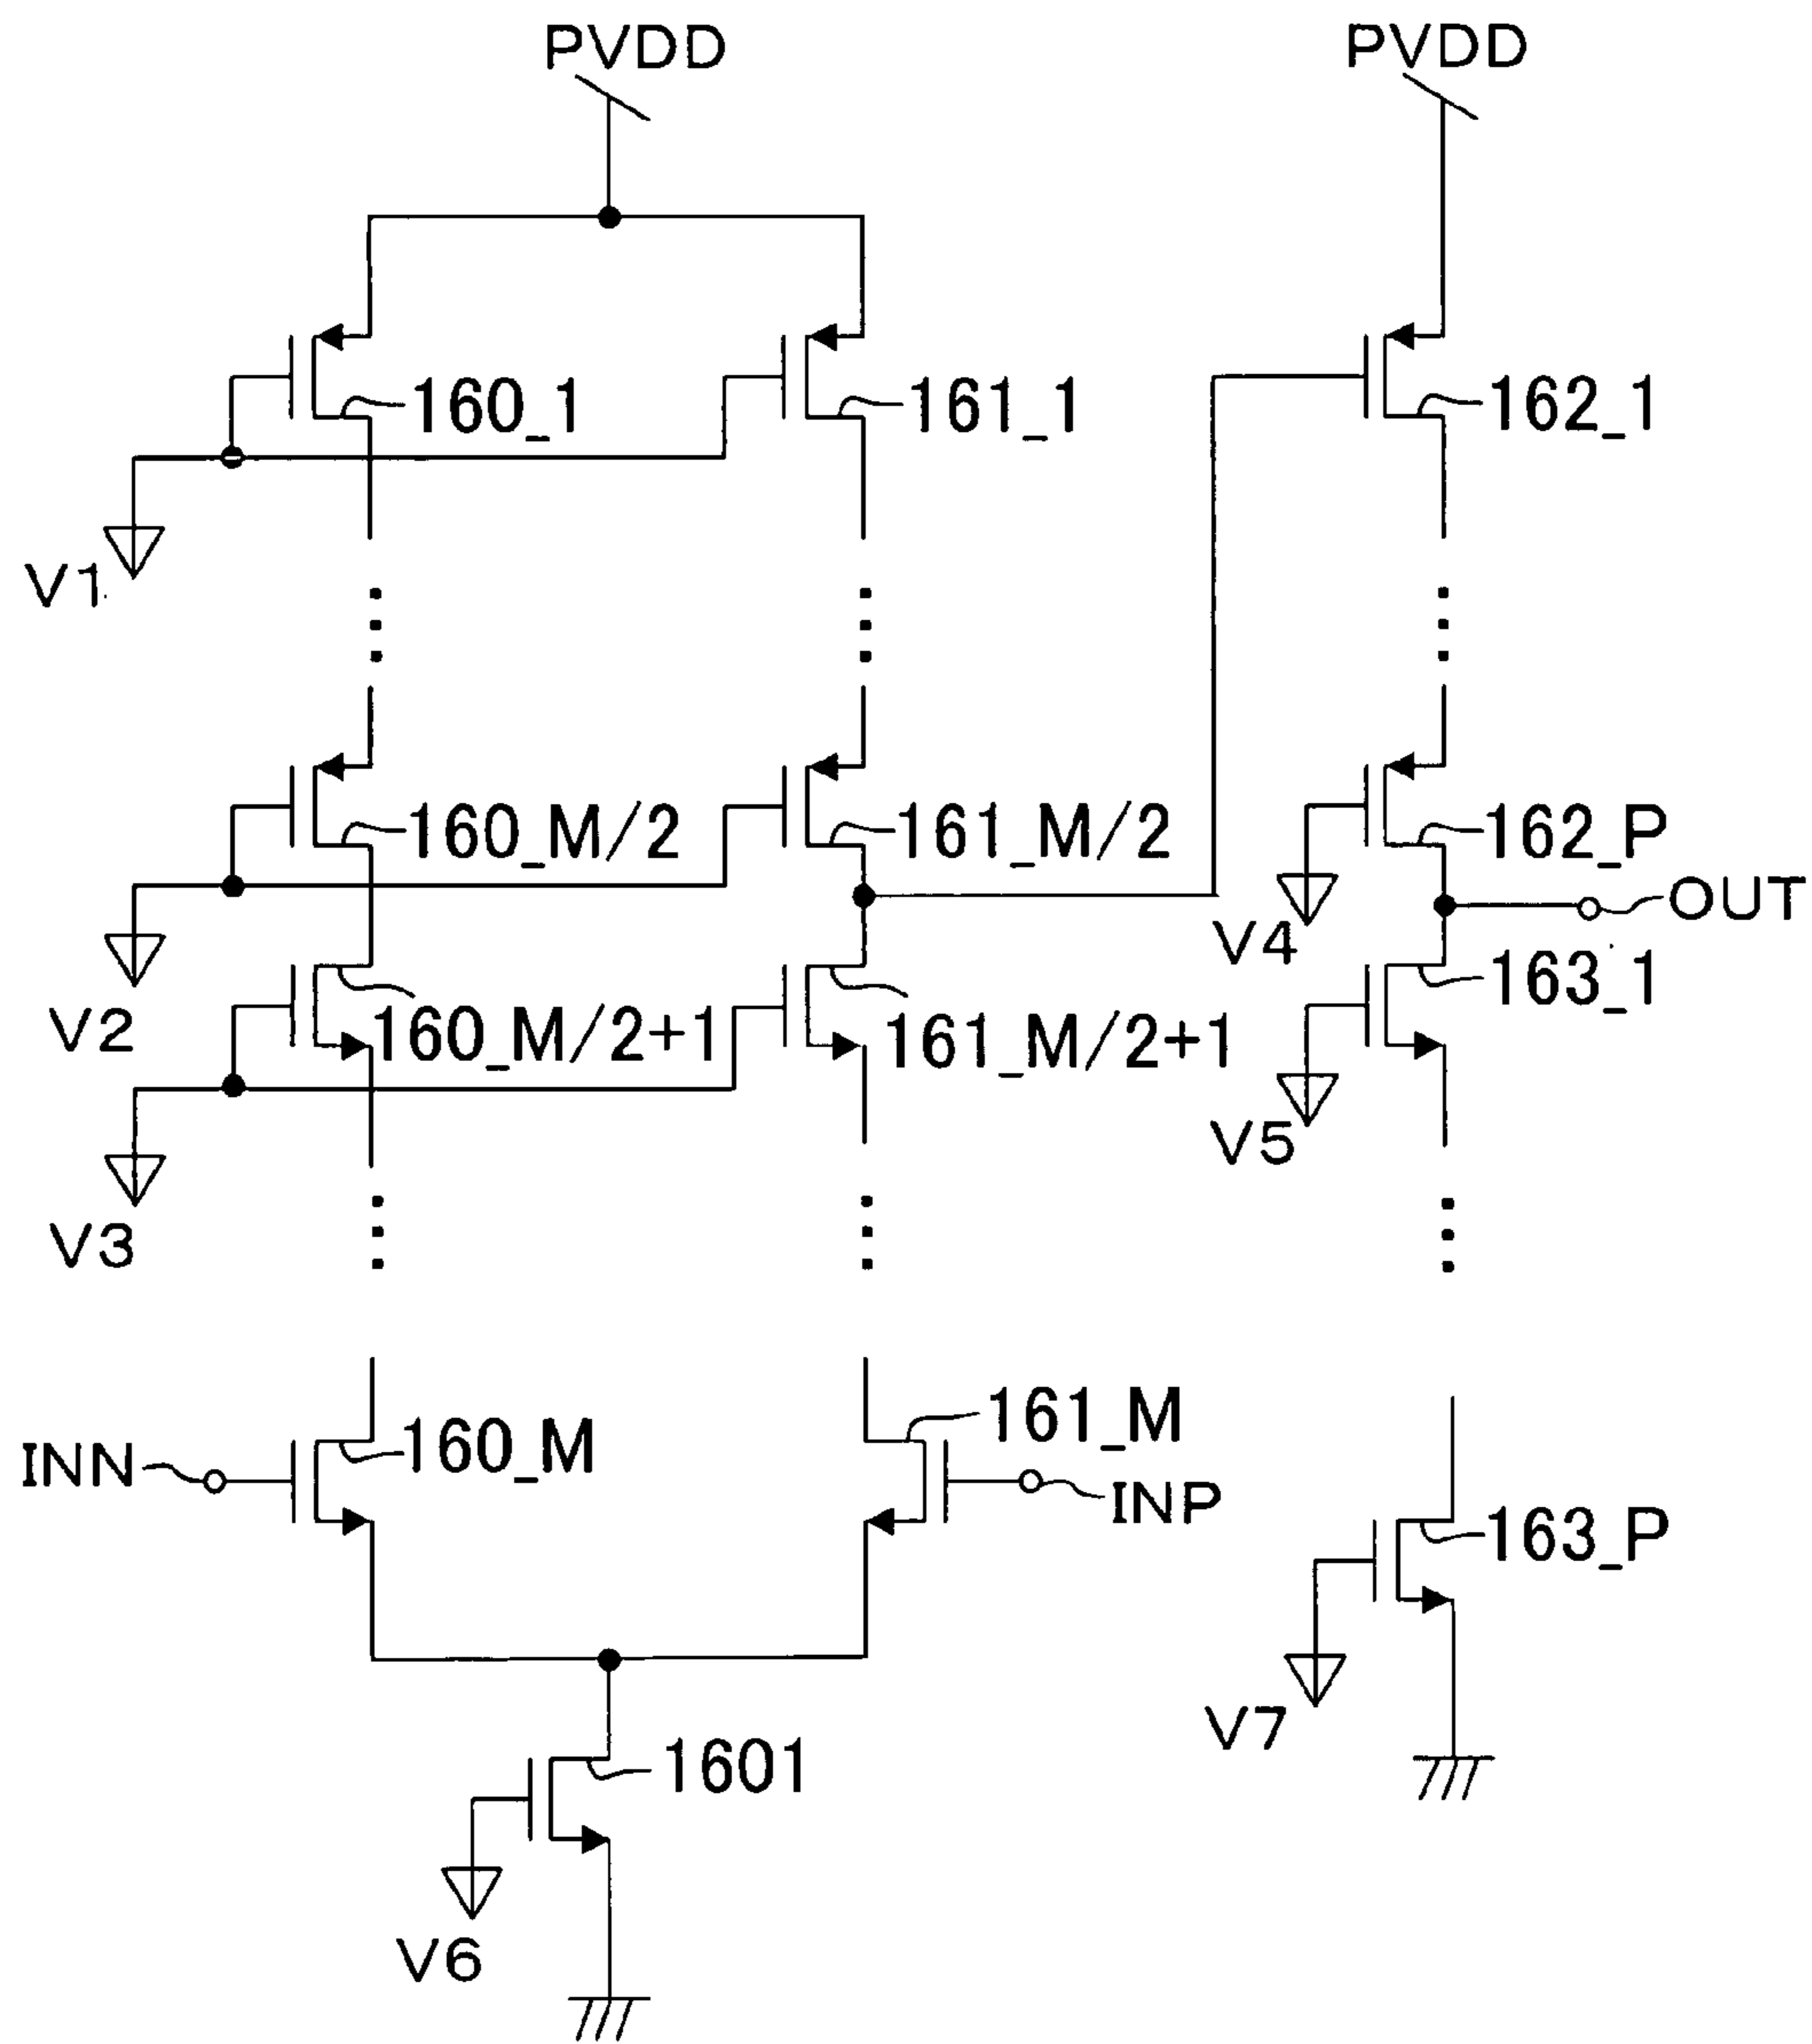 PVDD PVDD
160_1 161_1 162_1
V1
160_M/2 161_M/2 162_P
OUT
V4
163_1
V2 160_M/2+1 161_M/2+1
V5
V3
161_M
160_M
INN INP
163_P
V7
1601
V6